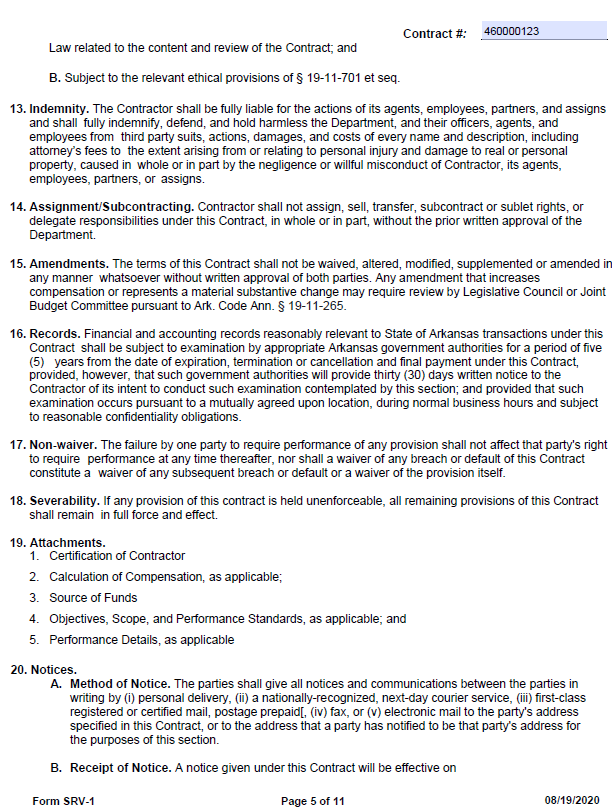 Contract #: 460000123
Law related to the content and review of the Contract; and
B. Subject to the relevant ethical provisions of § 19-11-701 et seq.
13. Indemnity. The Contractor shall be fully liable for the actions of its agents, employees, partners, and assigns
and shall fully indemnify, defend, and hold harmless the Department, and their officers, agents, and
employees from third party suits, actions, damages, and costs of every name and description, including
attorney's fees to the extent arising from or relating to personal injury and damage to real or personal
property, caused in whole or in part by the negligence or willful misconduct of Contractor, its agents,
employees, partners, or assigns.
14. Assignment/Subcontracting. Contractor shall not assign, sell, transfer, subcontract or sublet rights, or
delegate responsibilities under this Contract, in whole or in part, without the prior written approval of the
Department.
15. Amendments. The terms of this Contract shall not be waived, altered, modified, supplemented or amended in
any manner whatsoever without written approval of both parties. Any amendment that increases
compensation or represents a material substantive change may require review by Legislative Council or Joint
Budget Committee pursuant to Ark. Code Ann. § 19-11-265.
16. Records. Financial and accounting records reasonably relevant to State of Arkansas transactions under this
Contract shall be subject to examination by appropriate Arkansas government authorities for a period of five
(5) years from the date of expiration, termination or cancellation and final payment under this Contract,
provided, however, that such government authorities will provide thirty (30) days written notice to the
Contractor of its intent to conduct such examination contemplated by this section; and provided that such
examination occurs pursuant to a mutually agreed upon location, during normal business hours and subject
to reasonable confidentiality obligations.
17. Non-waiver. The failure by one party to require performance of any provision shall not affect that party's right
to require performance at any time thereafter, nor shall a waiver of any breach or default of this Contract
constitute a waiver of any subsequent breach or default or a waiver of the provision itself.
18. Severability. If any provision of this contract is held unenforceable, all remaining provisions of this Contract
shall remain in full force and effect.
19. Attachments.
1. Certification of Contractor
2. Calculation of Compensation, as applicable;
3. Source of Funds
4. Objectives, Scope, and Performance Standards, as applicable; and
5. Performance Details, as applicable
20. Notices.
A. Method of Notice. The parties shall give all notices and communications between the parties in
writing by (i) personal delivery, (ii) a nationally-recognized, next-day courier service, (iii) first-class
registered or certified mail, postage prepaid[, (iv) fax, or (v) electronic mail to the party's address
specified in this Contract, or to the address that a party has notified to be that party's address for
the purposes of this section.
B. Receipt of Notice. A notice given under this Contract will be effective on
Form SRV-1 Page 5 of 11 08/19/2020